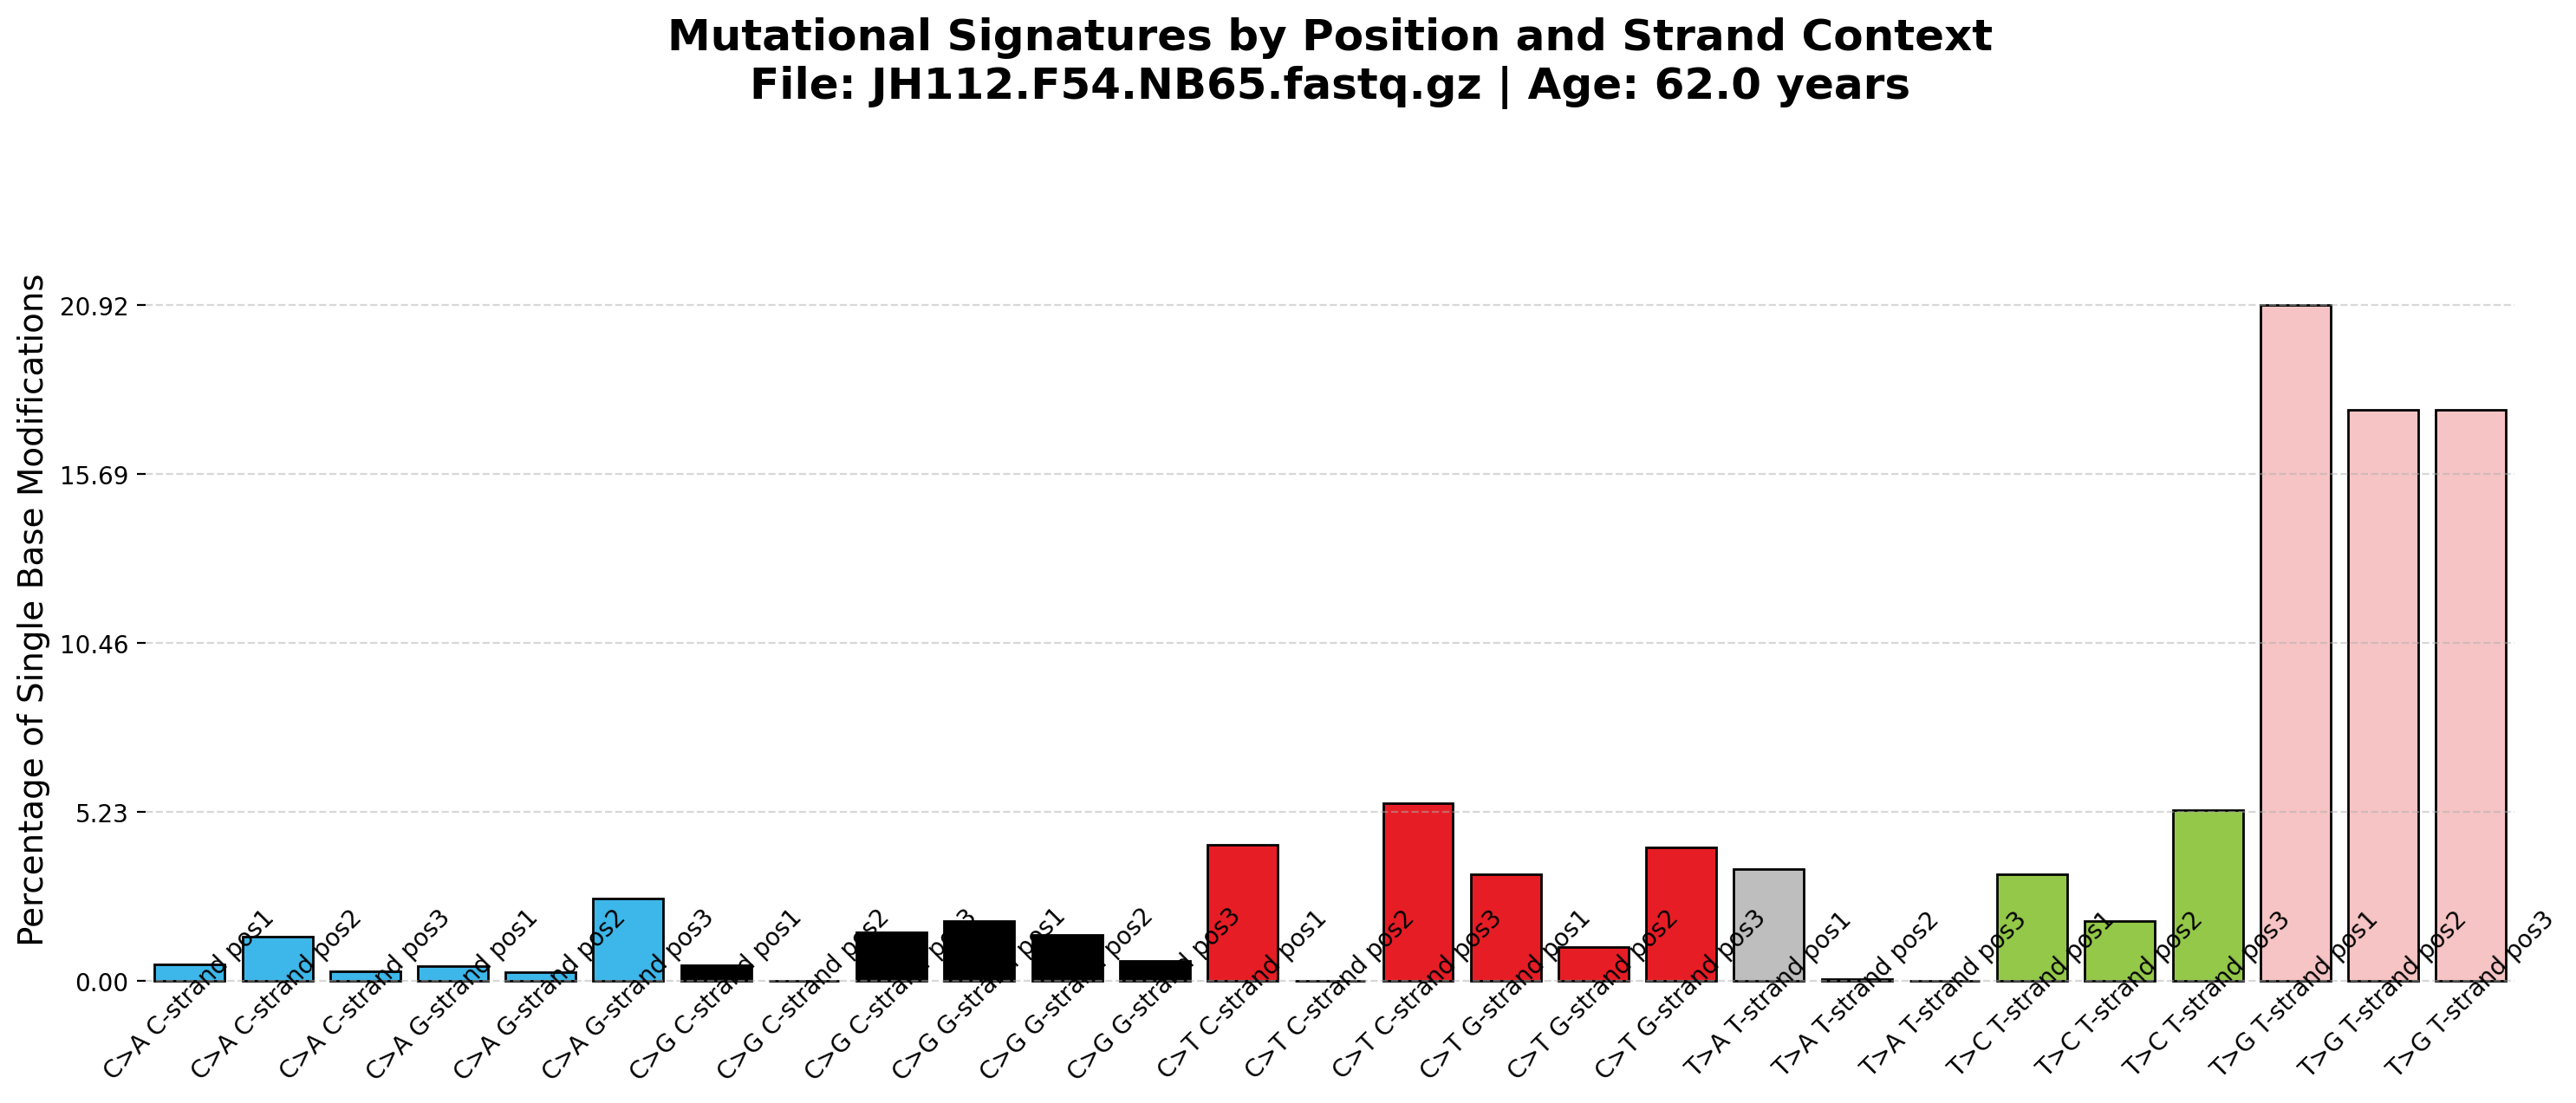 Mutational Signatures by Position and Strand Context
File: JH112.F54.NB65.fastq.gz | Age: 62.0 years
Percentage of Single Base Modifications
20.92
15.69
10.46
5.23
0.00
C>A C-strand pos1
C>A C-strand pos2
C>A C-strand pos3
C>A G-strand pos1
C>A G-strand pos2
C>A G-strand pos3
C>G C-strand pos1
C>G C-strand pos2
C>G C-strand pos3
C>G G-strand pos1
C>G G-strand pos2
C>G G-strand pos3
C>T C-strand pos1
C>T C-strand pos2
C>T C-strand pos3
C>T G-strand pos1
C>T G-strand pos2
C>T G-strand pos3
T>A T-strand pos1
T>A T-strand pos2
T>A T-strand pos3
T>C T-strand pos1
T>C T-strand pos2
T>C T-strand pos3
T>G T-strand pos1
T>G T-strand pos2
T>G T-strand pos3